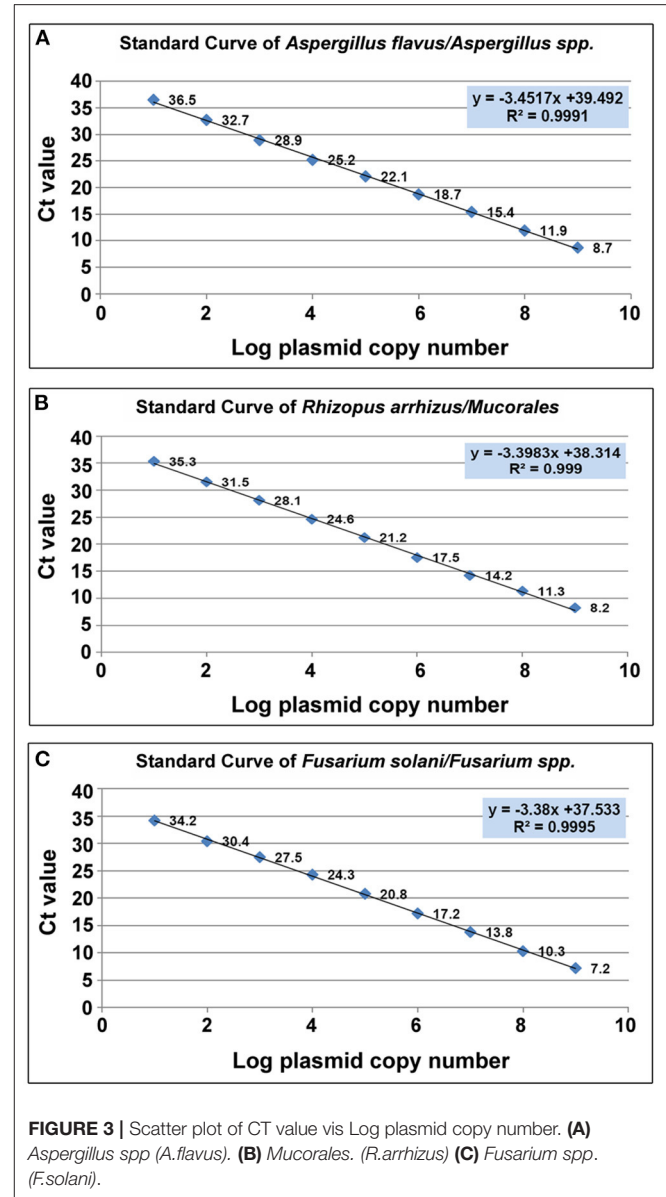 A
Standard Curve of Aspergillus flavus/Aspergillus spp.
y = -3.4517x +39.492
R² = 0.9991
Ct value
40
35
30
25
20
15
10
5
0
36.5
32.7
28.9
25.2
22.1
18.7
15.4
11.9
8.7
0 2 4 6 8 10
Log plasmid copy number
B
Standard Curve of Rhizopus arrhizus/Mucorales
y = -3.3983x +38.314
R² = 0.999
Ct value
40
35
30
25
20
15
10
5
0
35.3
31.5
28.1
24.6
21.2
17.5
14.2
11.3
8.2
0 2 4 6 8 10
Log plasmid copy number
C
Standard Curve of Fusarium solani/Fusarium spp.
y = -3.38x +37.533
R² = 0.9995
Ct value
40
35
30
25
20
15
10
5
0
34.2
30.4
27.5
24.3
20.8
17.2
13.8
10.3
7.2
0 2 4 6 8 10
Log plasmid copy number
FIGURE 3 | Scatter plot of CT value vis Log plasmid copy number. (A)
Aspergillus spp (A.flavus). (B) Mucorales. (R.arrhizus) (C) Fusarium spp.
(F.solani).